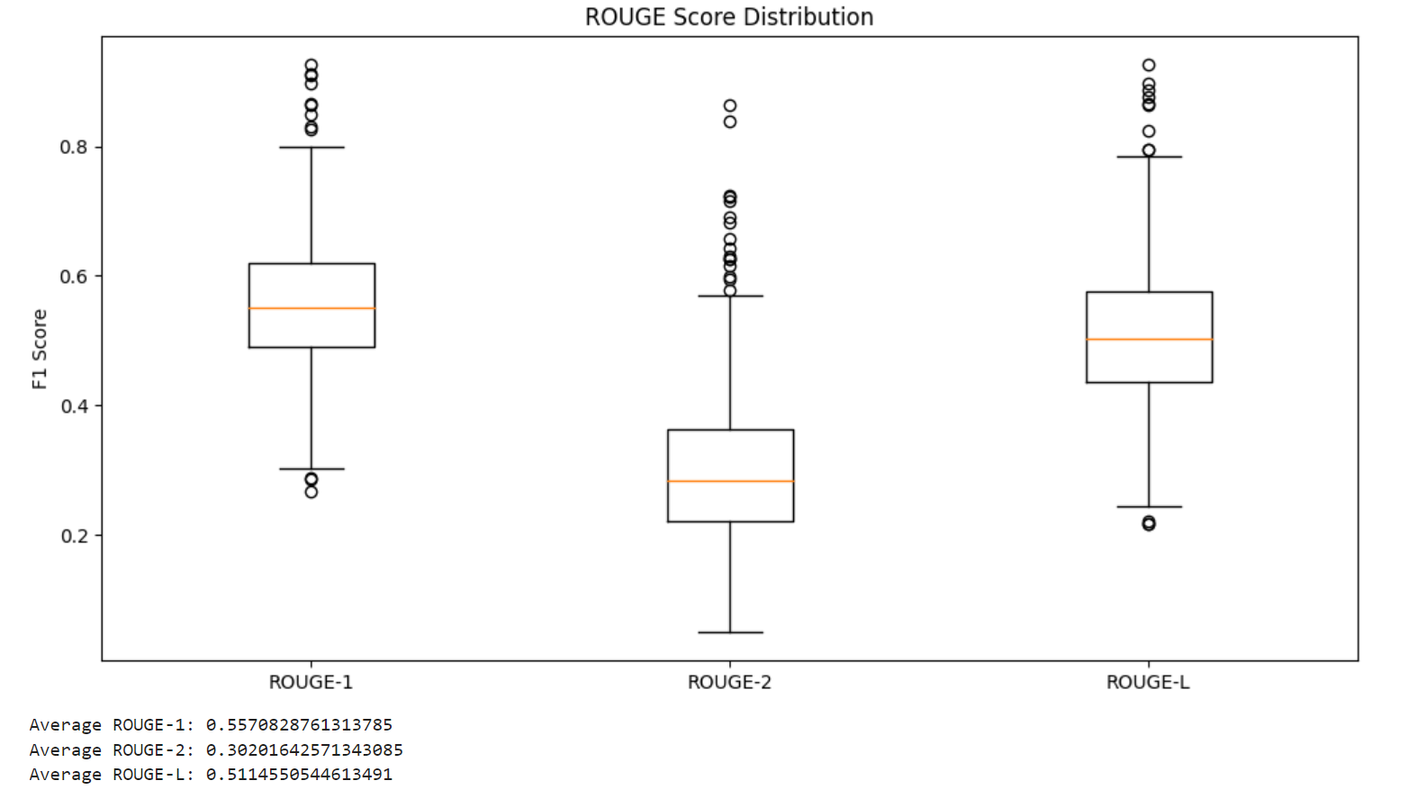 ROUGE Score Distribution
F1 Score
0.8
0.6
0.4
0.2
ROUGE-1 ROUGE-2 ROUGE-L
Average ROUGE-1: 0.5570828761313785
Average ROUGE-2: 0.30201642571343085
Average ROUGE-L: 0.5114550544613491